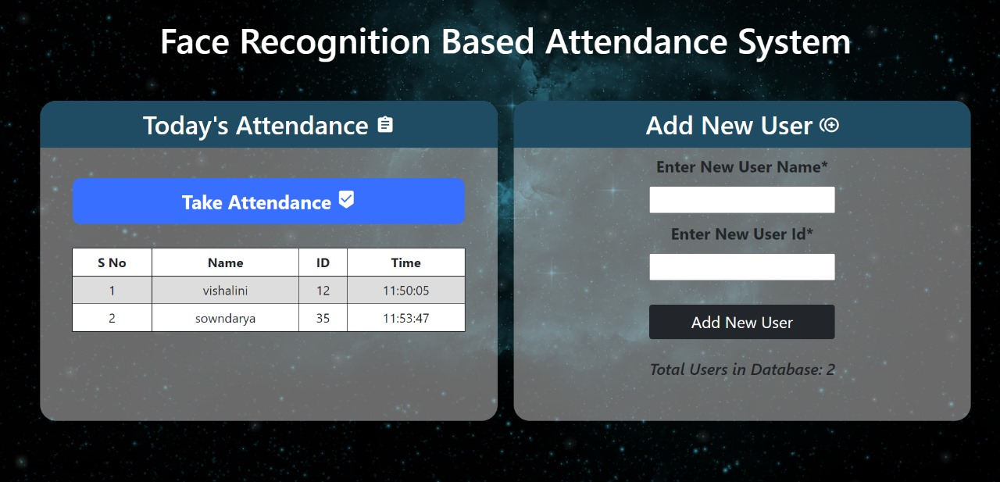 Face Recognition Based Attendance System
Today's Attendance
Take Attendance
S No Name ID Time
1 vishalini 12 11:50:05
2 sowndarya 35 11:53:47
Add New User
Enter New User Name*
Enter New User Id*
Add New User
Total Users in Database: 2